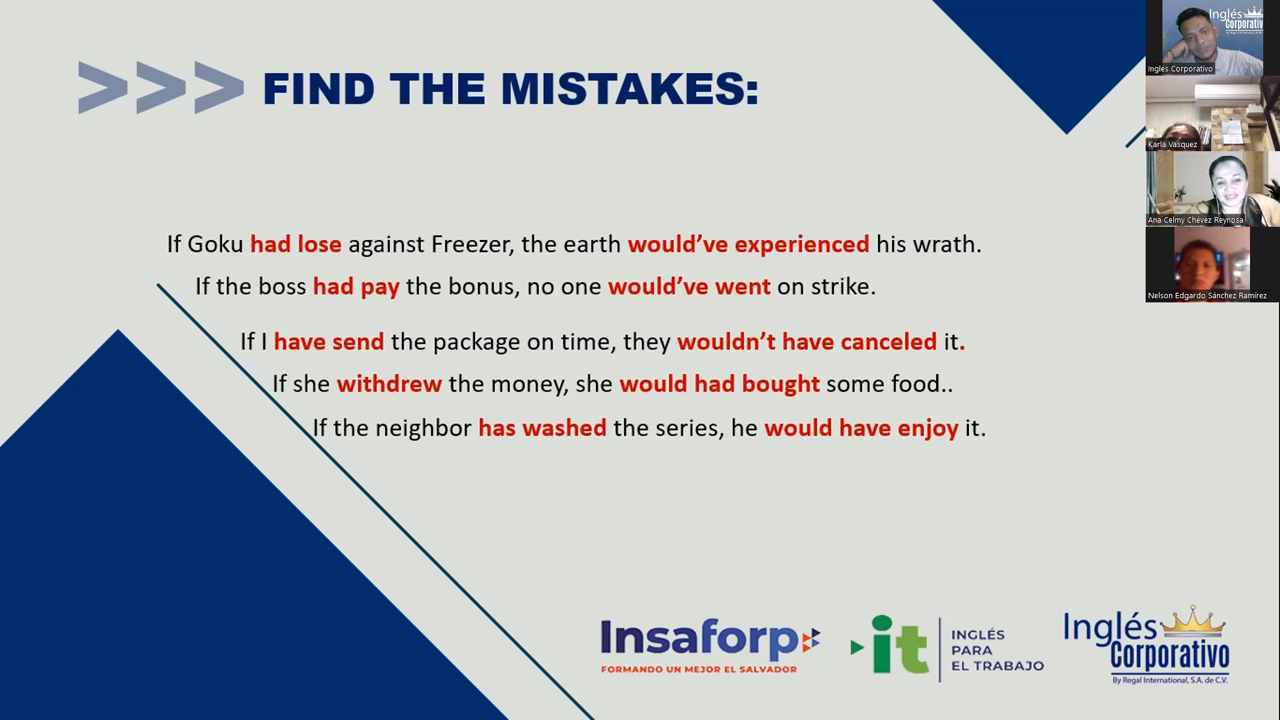 >>> FIND THE MISTAKES:
If Goku had lose against Freezer, the earth would’ve experienced his wrath.
If the boss had pay the bonus, no one would’ve went on strike.
If I have send the package on time, they wouldn’t have canceled it.
If she withdrew the money, she would had bought some food..
If the neighbor has washed the series, he would have enjoy it.
Insaforp
FORMANDO UN MEJOR EL SALVADOR
it
INGLÉS
PARA
EL TRABAJO
Inglés
Corporativo
By Regal International, S.A. de C.V.
Inglés
Corporativo
Inglés Corporativo
Karla Vasquez
Ana Celmy Chévez Reynosa
Nelson Edgardo Sánchez Ramírez